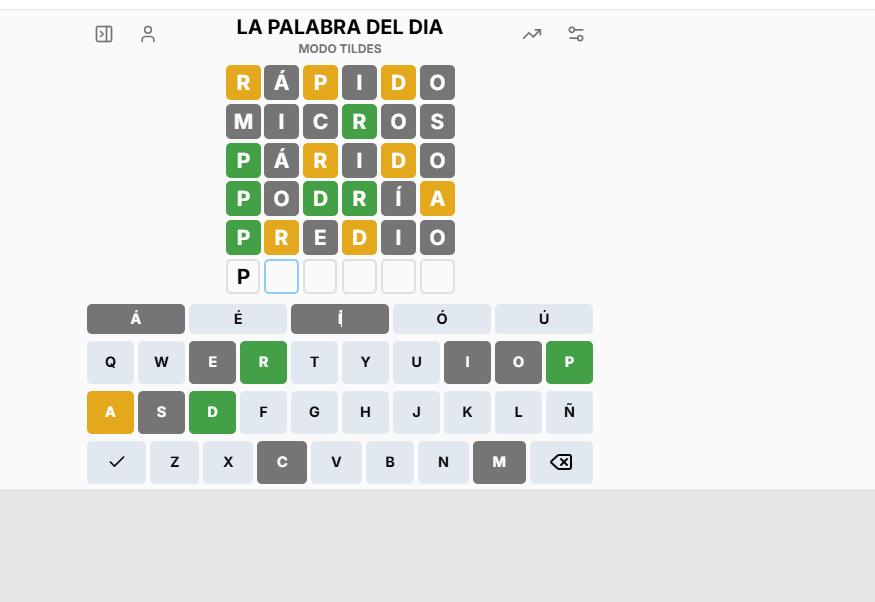 LA PALABRA DEL DIA
MODO TILDES
R Á P I D O
M I C R O S
P Á R I D O
P O D R Í A
P R E D I O
P
Á É Í Ó Ú
Q W E R T Y U I O P
A S D F G H J K L Ñ
Z X C V B N M